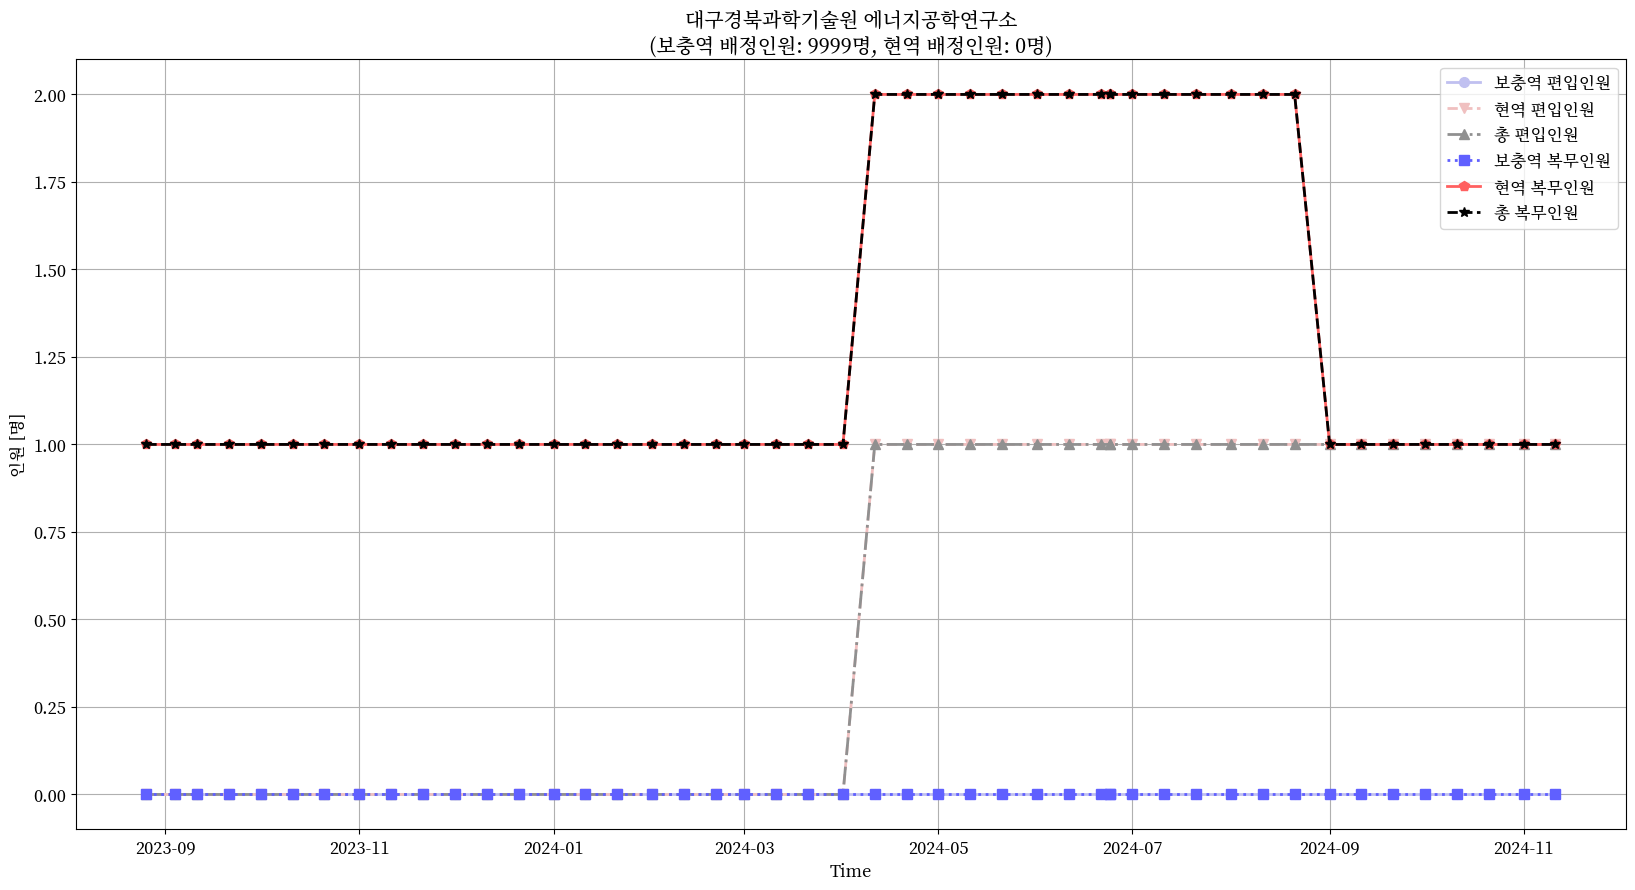 대구경북과학기술원 에너지공학연구소
(보충역 배정인원: 9999명, 현역 배정인원: 0명)
보충역 편입인원
현역 편입인원
총 편입인원
보충역 복무인원
현역 복무인원
총 복무인원
인원 [명]
2.00
1.75
1.50
1.25
1.00
0.75
0.50
0.25
0.00
2023-09 2023-11 2024-01 2024-03 2024-05 2024-07 2024-09 2024-11
Time